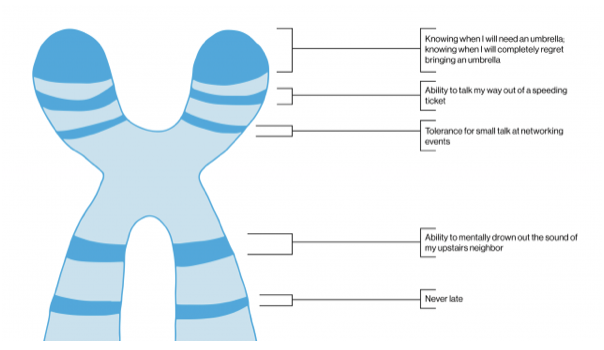 Knowing when I will need an umbrella;
knowing when I will completely regret
bringing an umbrella
Ability to talk my way out of a speeding
ticket
Tolerance for small talk at networking
events
Ability to mentally drown out the sound of
my upstairs neighbor
Never late